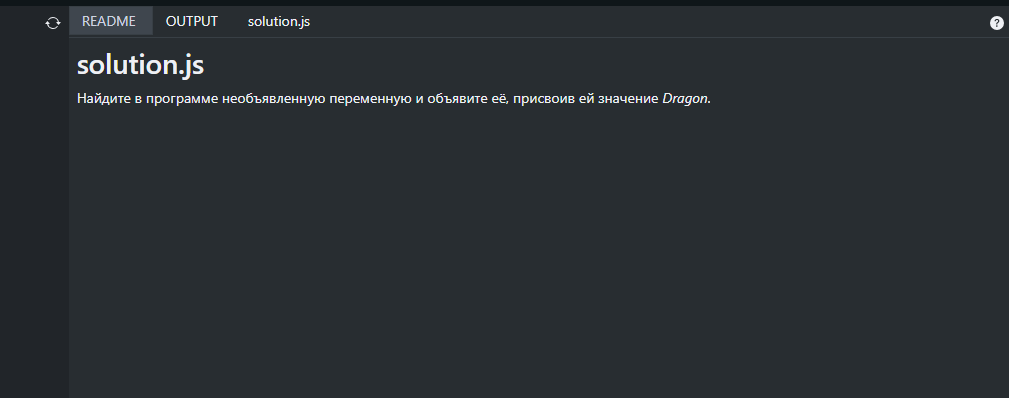 README OUTPUT solution.js ?
solution.js
Найдите в программе необъявленную переменную и объявите её, присвоив ей значение Dragon.